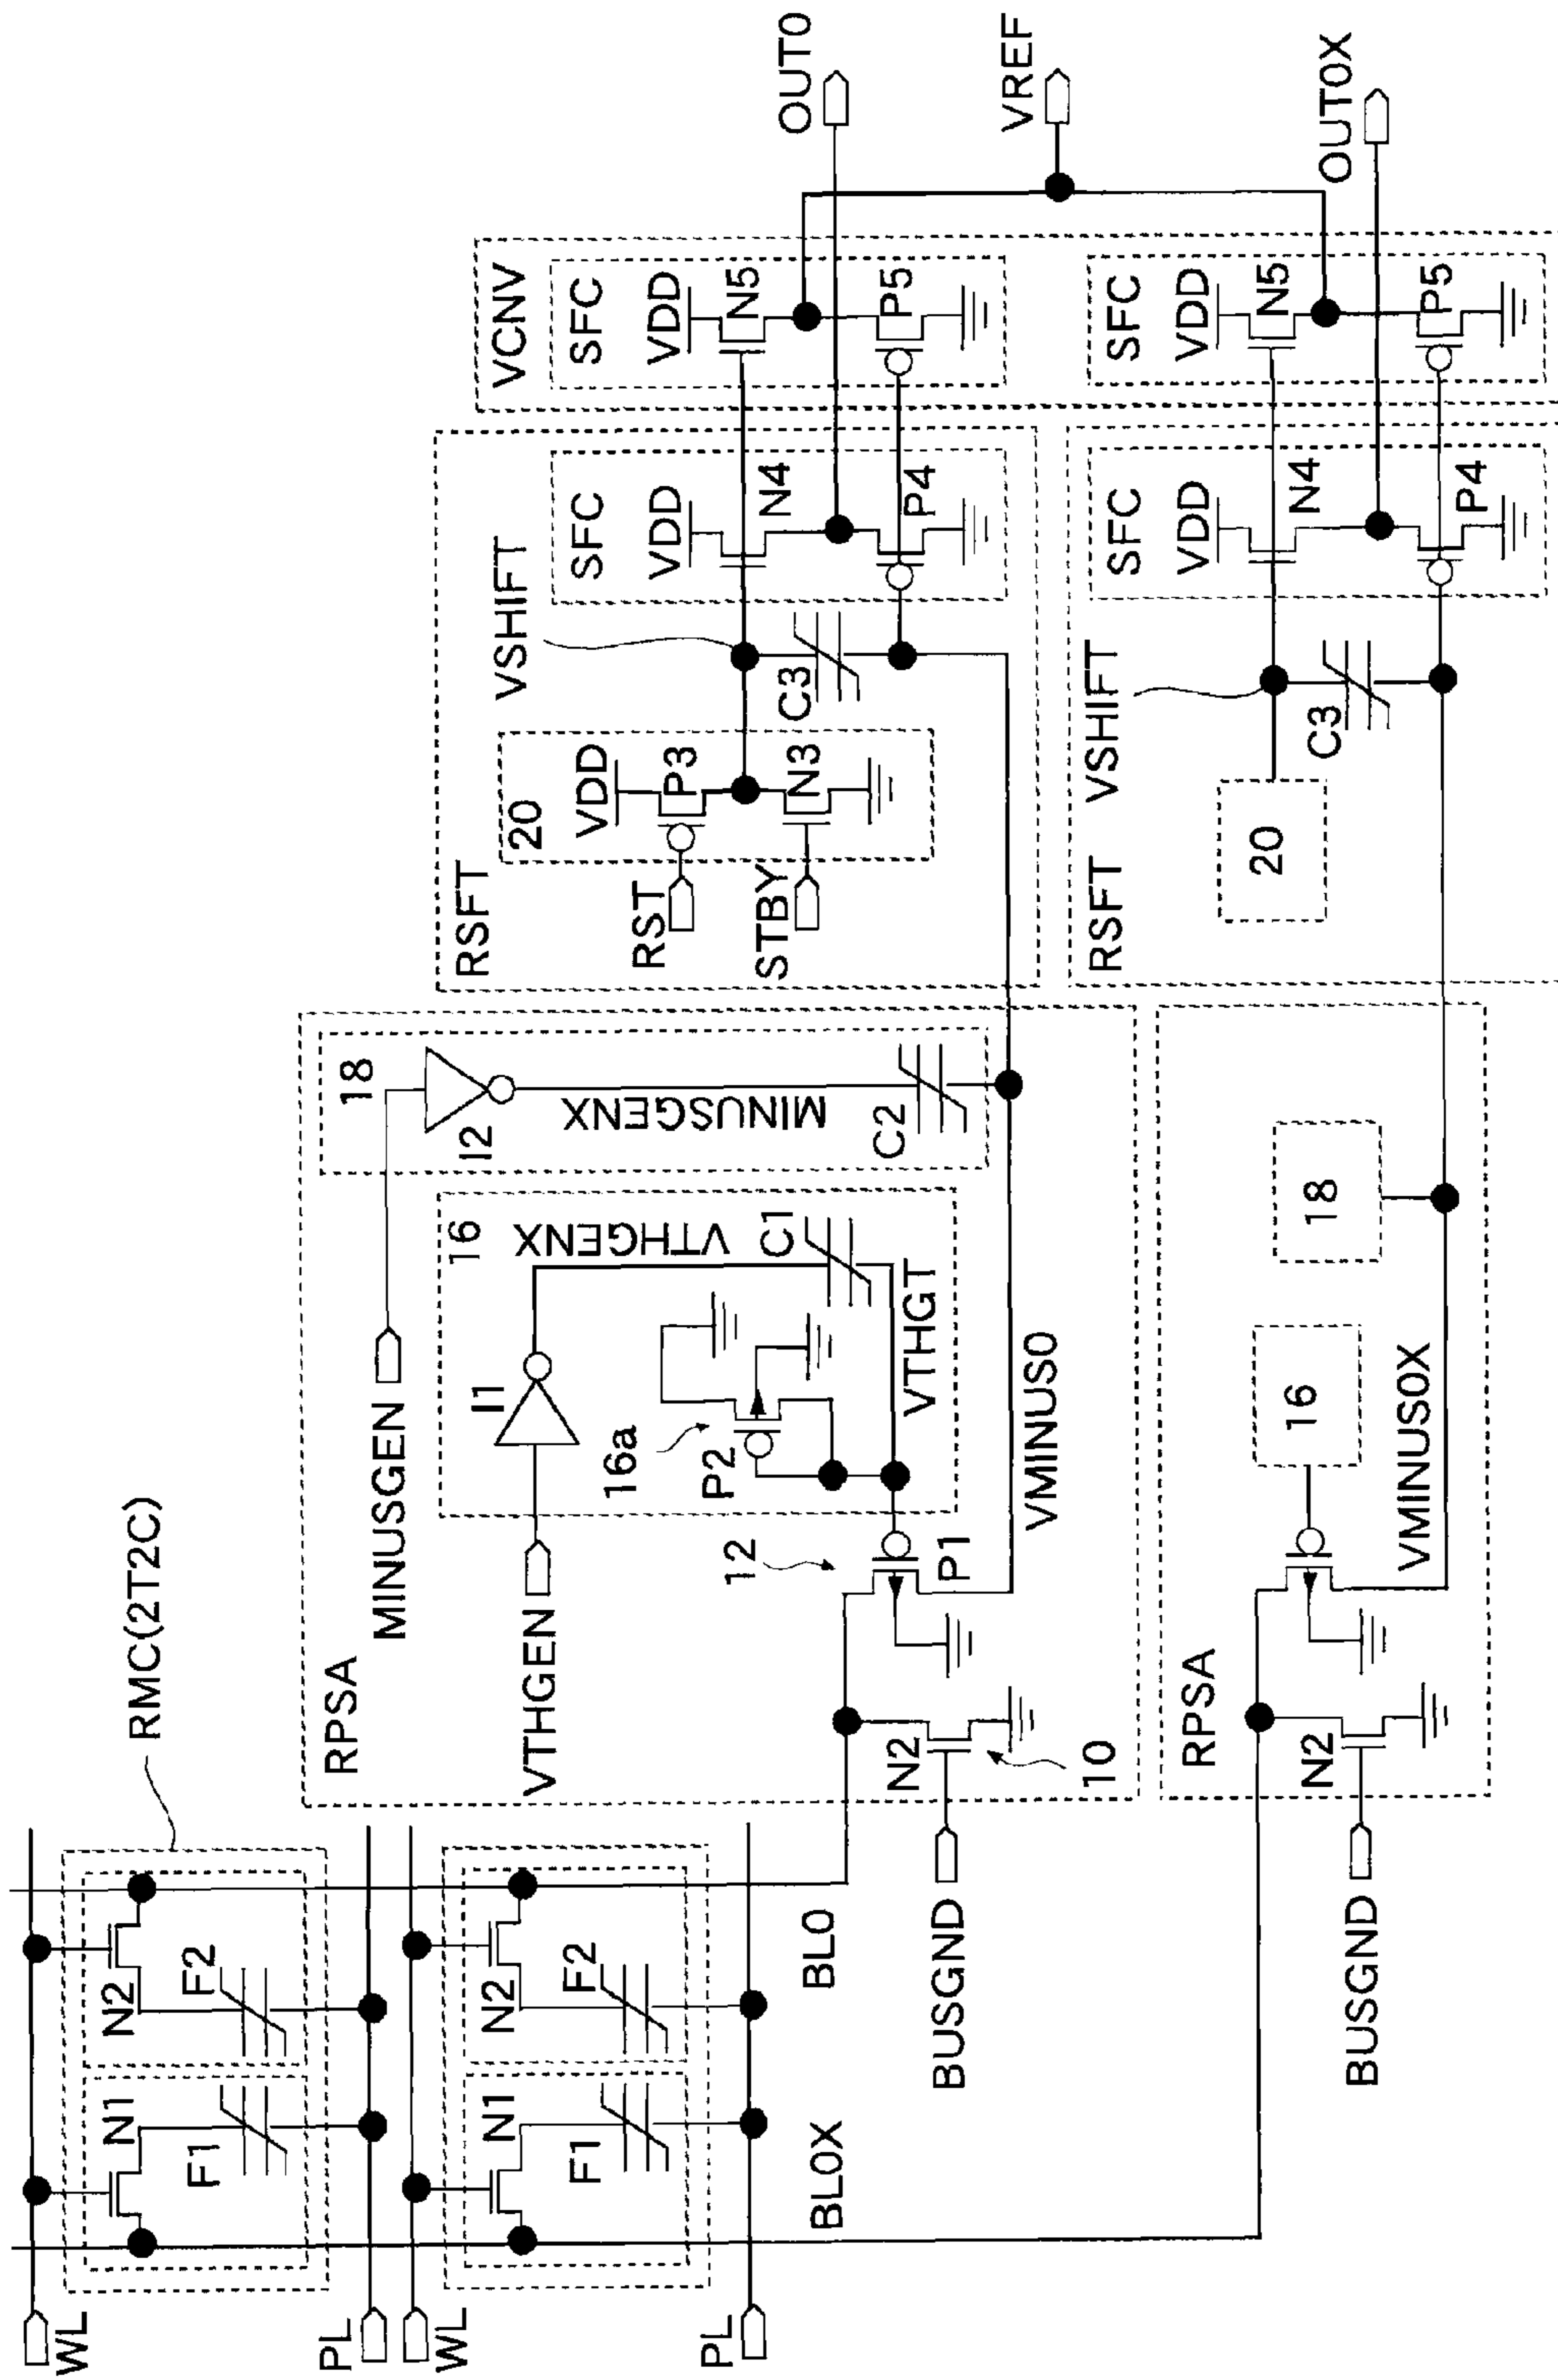 WL
PL
WL
PL
RMC(2T2C)
N1
F1
N2
F2
N1
F1
N2
F2
BL0X
BL0
RPSA
MINUSGEN
VTHGEN
18
I2
MINUSGENX
C2
16
I1
VTHGENX
C1
16a
P2
VTHGT
12
P1
N2
10
BUSGND
VMINUS0
RSFT
RST
STBY
20
VDD
P3
N3
VSHIFT
C3
SFC
VDD
N4
P4
VCNV
SFC
VDD
N5
P5
OUT0
VREF
OUT0X
RPSA
N2
BUSGND
16
18
VMINUS0X
RSFT
20
VSHIFT
C3
SFC
VDD
N4
P4
SFC
VDD
N5
P5